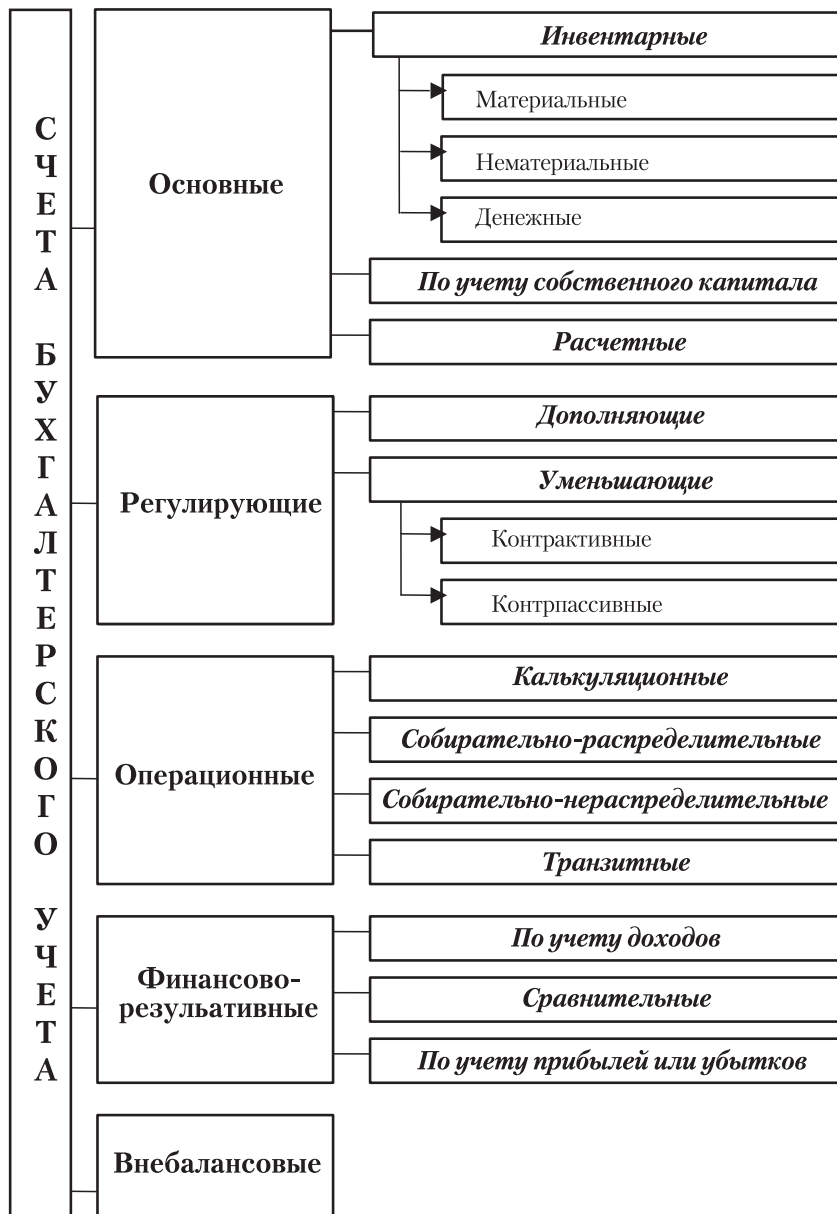 СЧЕТА БУХГАЛТЕРСКОГО УЧЕТА
Основные
Инвентарные
Материальные
Нематериальные
Денежные
По учету собственного капитала
Расчетные
Регулирующие
Дополняющие
Уменьшающие
Контрактивные
Контрпассивные
Операционные
Калькуляционные
Собирательно-распределительные
Собирательно-нераспределительные
Транзитные
Финансово-
резульативные
По учету доходов
Сравнительные
По учету прибылей или убытков
Внебалансовые